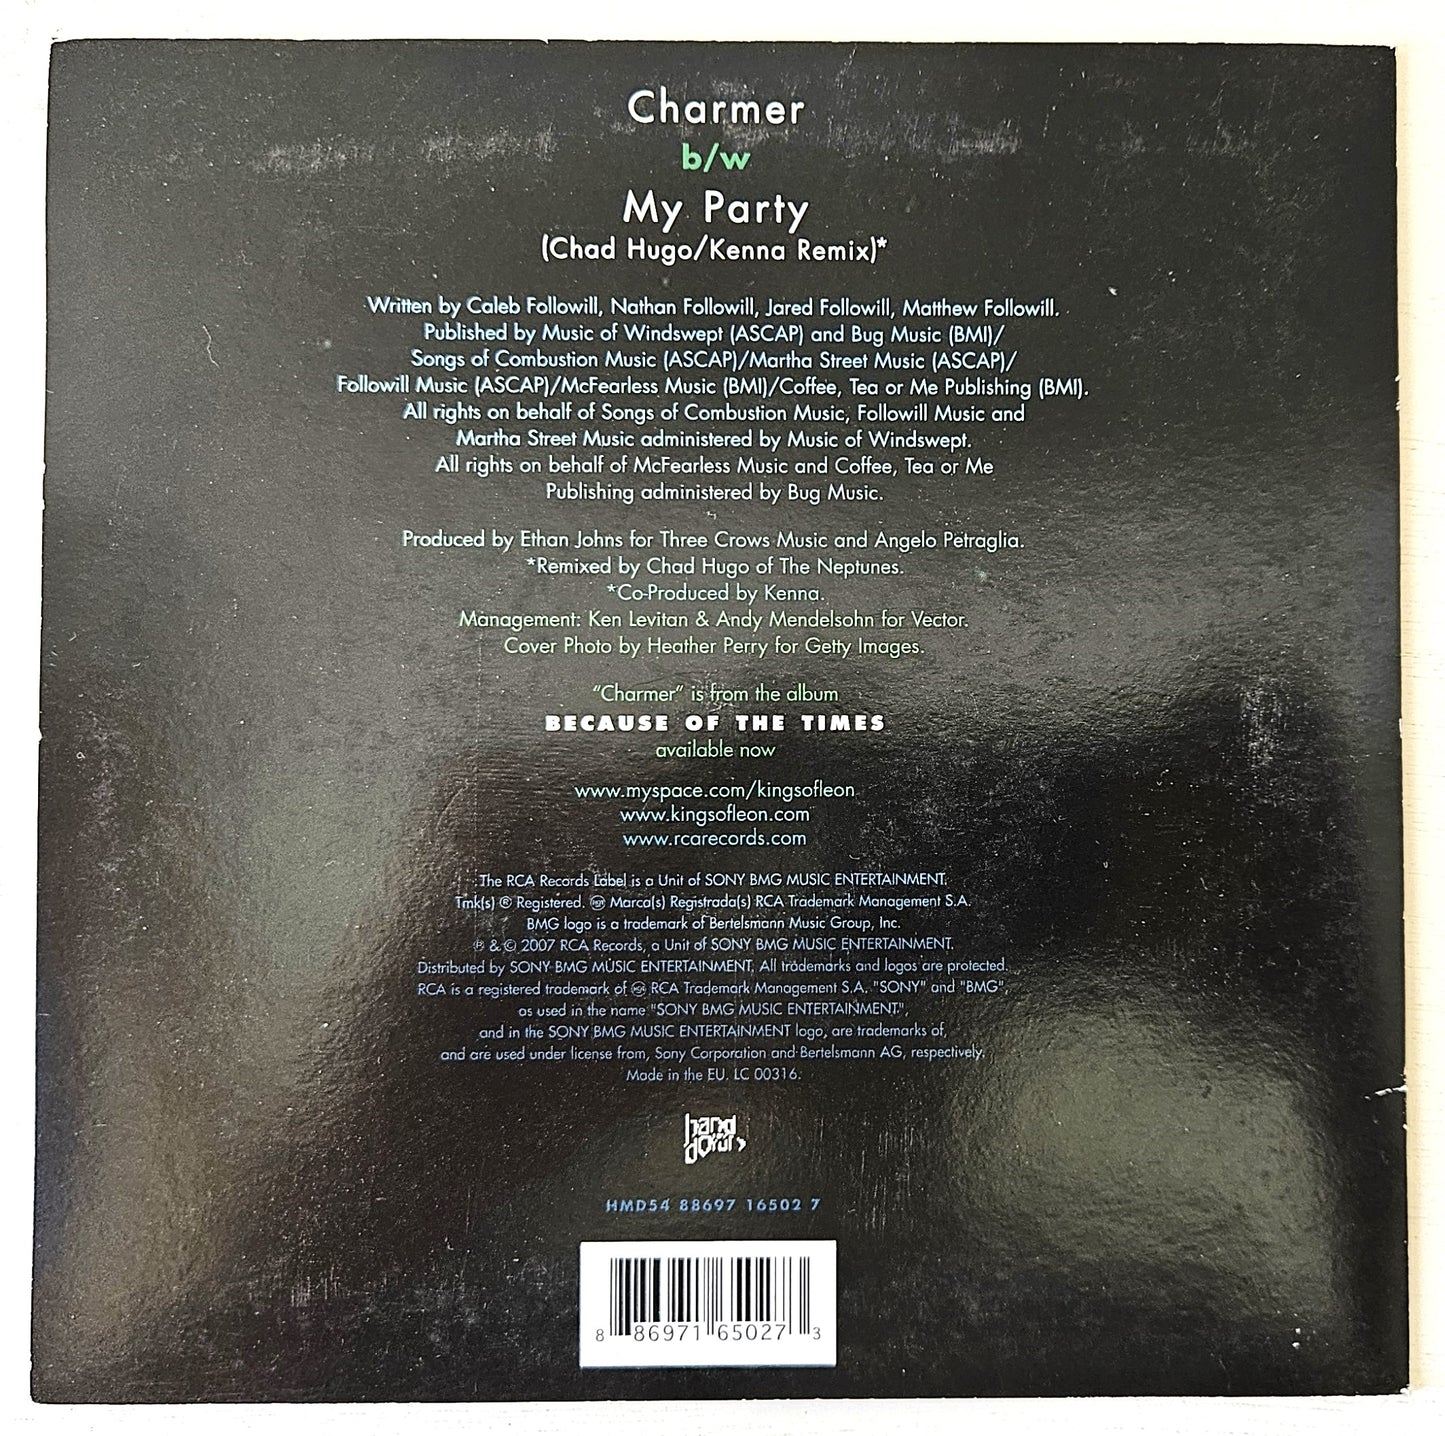 Charmer
b/w
My Party
(Chad Hugo/Kenna Remix)*
Written by Caleb Followill, Nathan Followill, Jared Followill, Matthew Followill.
Published by Music of Windswept (ASCAP) and Bug Music (BMI)/
Songs of Combustion Music (ASCAP)/Martha Street Music (ASCAP)/
Followill Music (ASCAP)/McFearless Music (BMI)/Coffee, Tea or Me Publishing (BMI).
All rights on behalf of Songs of Combustion Music, Followill Music and
Martha Street Music administered by Music of Windswept.
All rights on behalf of McFearless Music and Coffee, Tea or Me
Publishing administered by Bug Music.
Produced by Ethan Johns for Three Crows Music and Angelo Petraglia.
*Remixed by Chad Hugo of The Neptunes.
*Co-Produced by Kenna.
Management: Ken Levitan & Andy Mendelsohn for Vector.
Cover Photo by Heather Perry for Getty Images.
“Charmer” is from the album
BECAUSE OF THE TIMES
available now
www.myspace.com/kingsofleon
www.kingsofleon.com
www.rcarecords.com
The RCA Records Label is a Unit of SONY BMG MUSIC ENTERTAINMENT.
Tmk(s) ® Registered. Marca(s) Registrada(s) RCA Trademark Management S.A.
BMG logo is a trademark of Bertelsmann Music Group, Inc.
℗ & © 2007 RCA Records, a Unit of SONY BMG MUSIC ENTERTAINMENT.
Distributed by SONY BMG MUSIC ENTERTAINMENT. All trademarks and logos are protected.
RCA is a registered trademark of RCA Trademark Management S.A. "SONY" and "BMG",
as used in the name "SONY BMG MUSIC ENTERTAINMENT",
and in the SONY BMG MUSIC ENTERTAINMENT logo, are trademarks of,
and are used under license from, Sony Corporation and Bertelsmann AG, respectively.
Made in the EU. LC 00316.
hand
me
down
HMD54 88697 16502 7
8 86971 65027 3